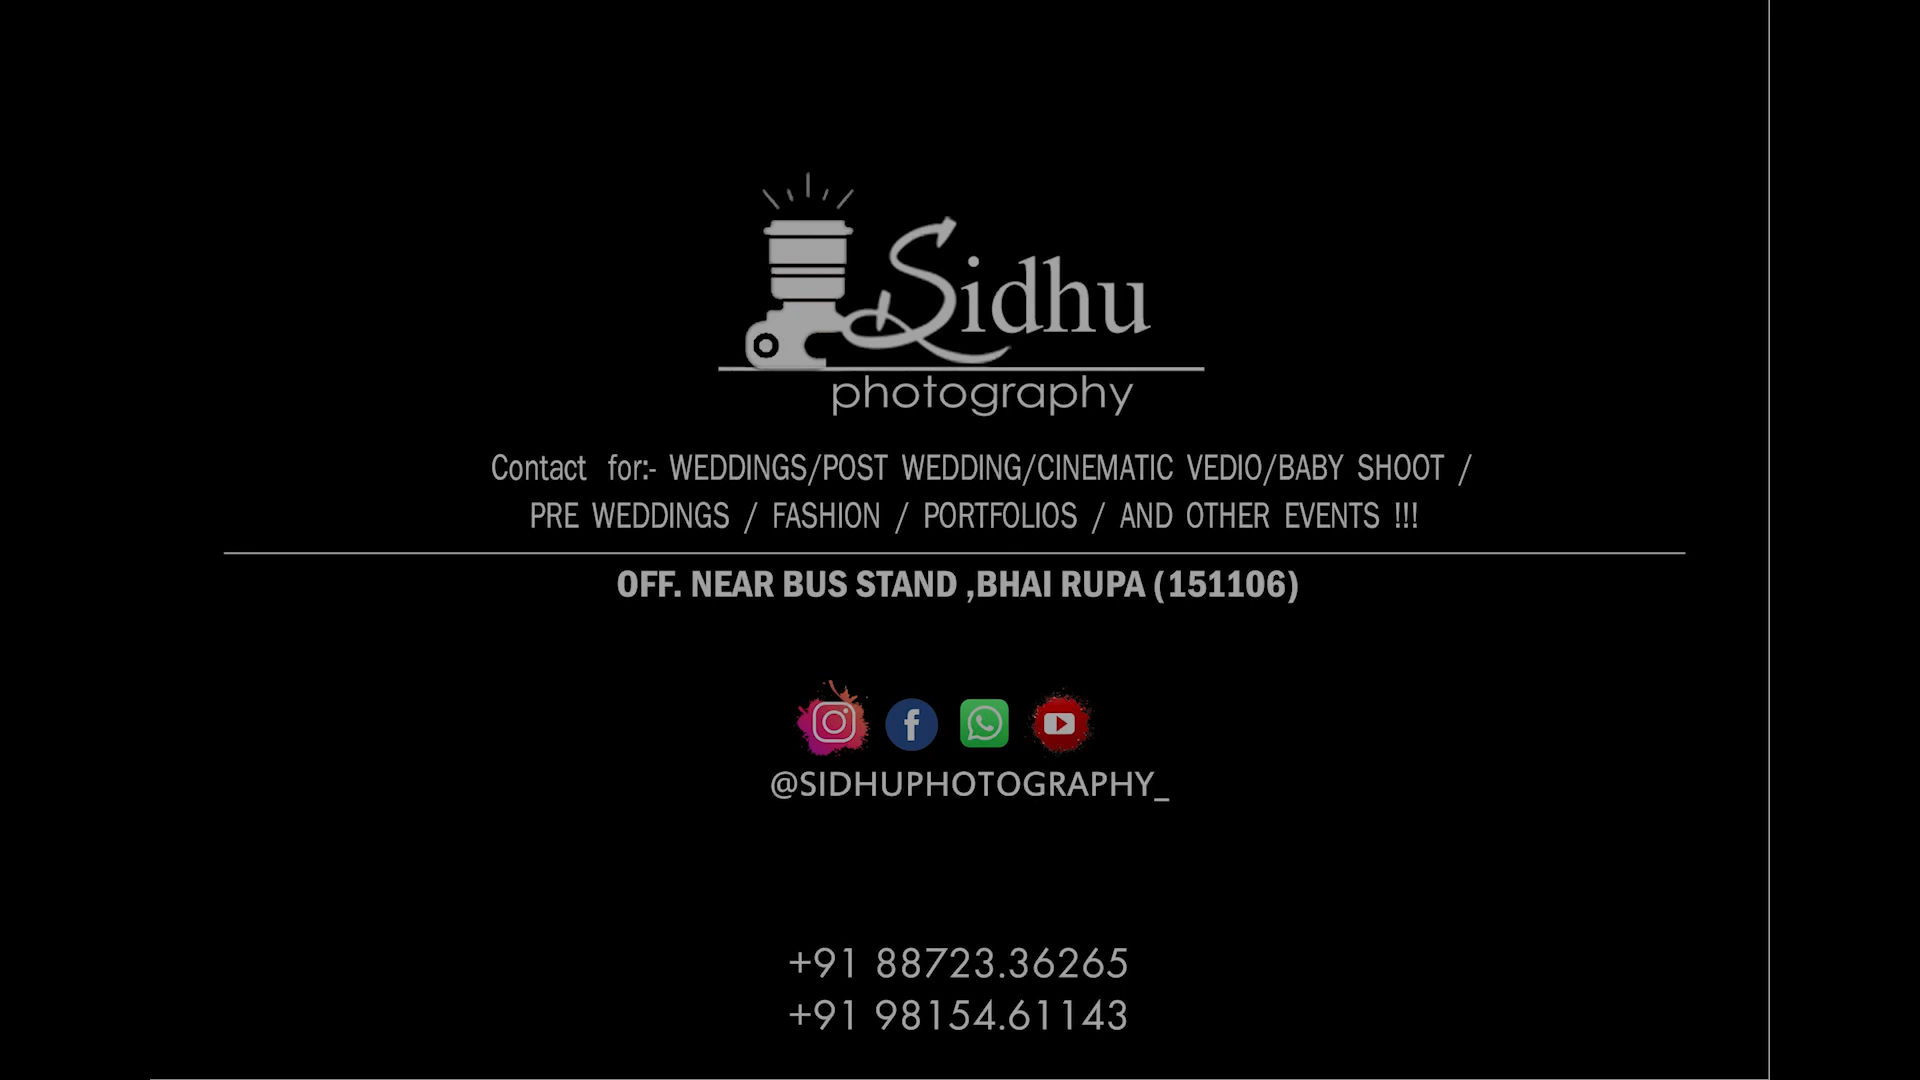 Sidhu
photography
Contact for:- WEDDINGS/POST WEDDING/CINEMATIC VEDIO/BABY SHOOT /
PRE WEDDINGS / FASHION / PORTFOLIOS / AND OTHER EVENTS !!!
OFF. NEAR BUS STAND ,BHAI RUPA (151106)
@SIDHUPHOTOGRAPHY_
+91 88723.36265
+91 98154.61143